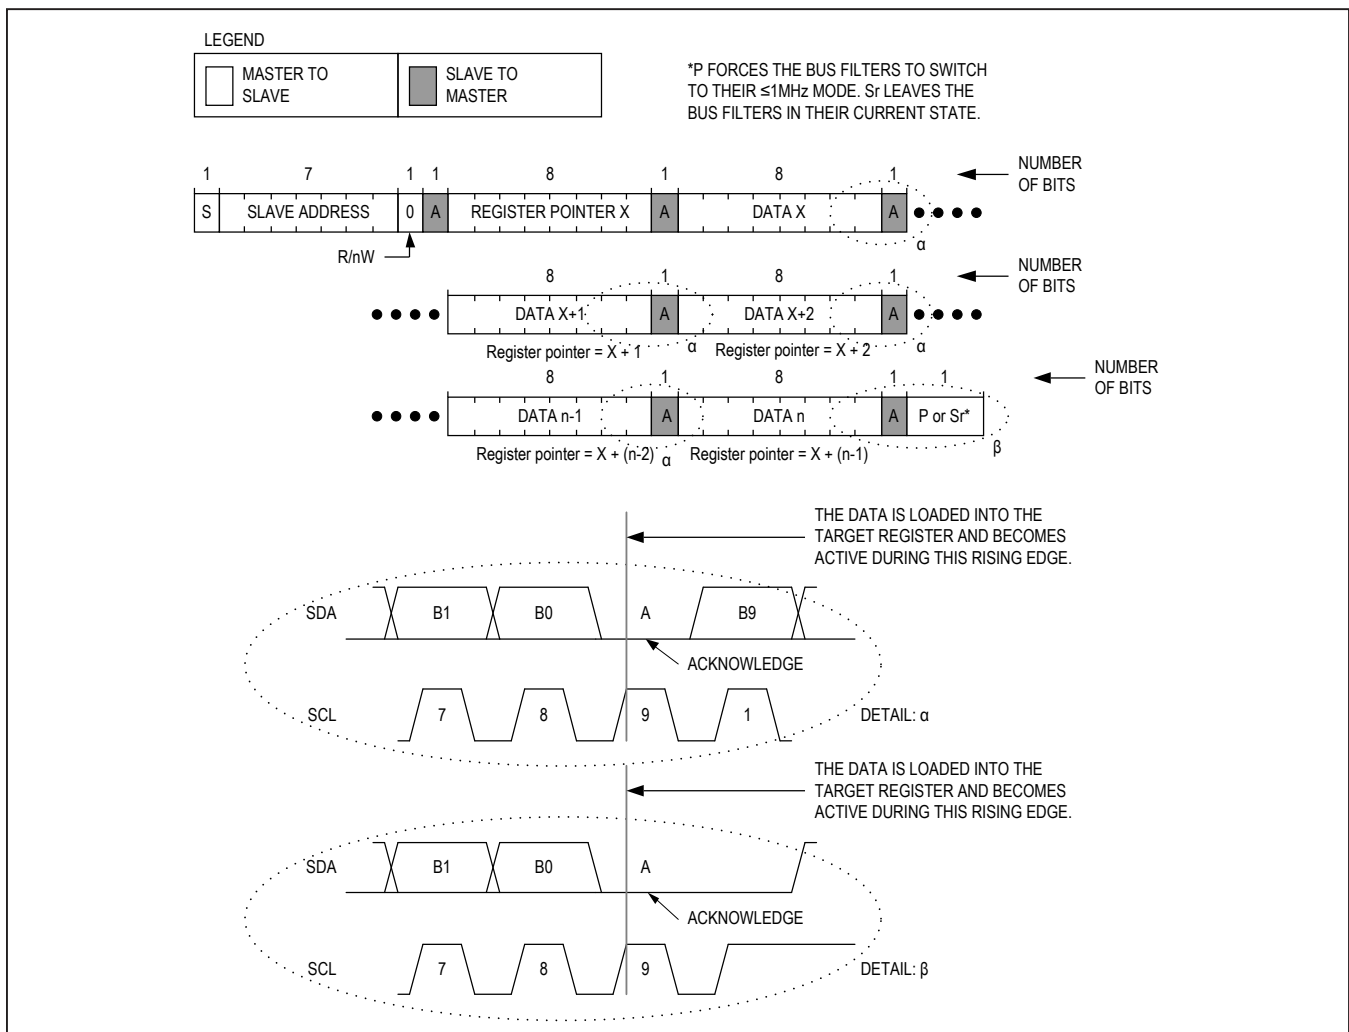 LEGEND
MASTER TO
SLAVE
SLAVE TO
MASTER
*P FORCES THE BUS FILTERS TO SWITCH
TO THEIR ≤1MHz MODE. Sr LEAVES THE
BUS FILTERS IN THEIR CURRENT STATE.
1 7 1 1 8 1 8 1
NUMBER
OF BITS
S SLAVE ADDRESS 0 A REGISTER POINTER X A DATA X A
α
R/nW
8 1 8 1
NUMBER
OF BITS
DATA X+1 A DATA X+2 A
Register pointer = X + 1 α Register pointer = X + 2 α
8 1 8 1 1
NUMBER
OF BITS
DATA n-1 A DATA n A P or Sr*
Register pointer = X + (n-2) α Register pointer = X + (n-1) β
THE DATA IS LOADED INTO THE
TARGET REGISTER AND BECOMES
ACTIVE DURING THIS RISING EDGE.
SDA B1 B0 A B9
ACKNOWLEDGE
SCL 7 8 9 1 DETAIL: α
THE DATA IS LOADED INTO THE
TARGET REGISTER AND BECOMES
ACTIVE DURING THIS RISING EDGE.
SDA B1 B0 A
ACKNOWLEDGE
SCL 7 8 9 DETAIL: β